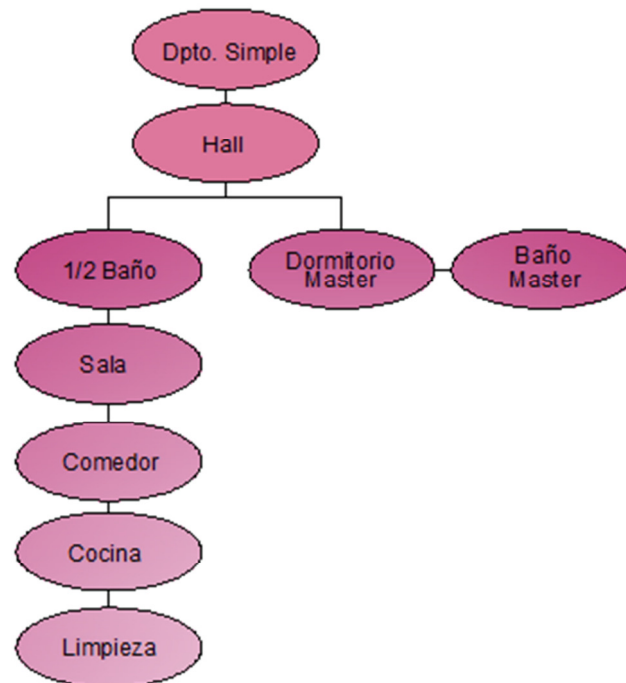 Dpto. Simple
Hall
1/2 Baño
Dormitorio
Master
Baño
Master
Sala
Comedor
Cocina
Limpieza